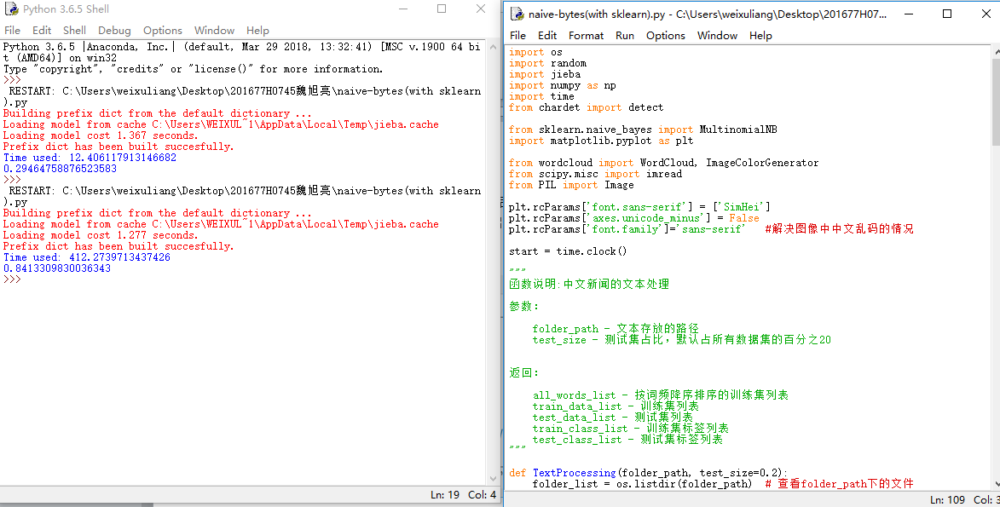 Python 3.6.5 Shell
File Edit Shell Debug Options Window Help
Python 3.6.5 |Anaconda, Inc.| (default, Mar 29 2018, 13:32:41) [MSC v.1900 64 bi
t (AMD64)] on win32
Type "copyright", "credits" or "license()" for more information.
>>>
 RESTART: C:\Users\weixuliang\Desktop\201677H0745魏旭亮\naive-bytes(with sklearn
).py
Building prefix dict from the default dictionary ...
Loading model from cache C:\Users\WEIXUL~1\AppData\Local\Temp\jieba.cache
Loading model cost 1.367 seconds.
Prefix dict has been built succesfully.
Time used: 12.406117913146682
0.29464758876523583
>>>
 RESTART: C:\Users\weixuliang\Desktop\201677H0745魏旭亮\naive-bytes(with sklearn
).py
Building prefix dict from the default dictionary ...
Loading model from cache C:\Users\WEIXUL~1\AppData\Local\Temp\jieba.cache
Loading model cost 1.277 seconds.
Prefix dict has been built succesfully.
Time used: 412.2739713437426
0.8413309830036343
>>>
Ln: 19 Col: 4
naive-bytes(with sklearn).py - C:\Users\weixuliang\Desktop\201677H07...
File Edit Format Run Options Window Help
import os
import random
import jieba
import numpy as np
import time
from chardet import detect
from sklearn.naive_bayes import MultinomialNB
import matplotlib.pyplot as plt
from wordcloud import WordCloud, ImageColorGenerator
from scipy.misc import imread
from PIL import Image
plt.rcParams['font.sans-serif'] = ['SimHei']
plt.rcParams['axes.unicode_minus'] = False
plt.rcParams['font.family']='sans-serif'   #解决图像中中文乱码的情况
start = time.clock()
"""
函数说明:中文新闻的文本处理
参数：
    folder_path - 文本存放的路径
    test_size - 测试集占比，默认占所有数据集的百分之20
返回：
    all_words_list - 按词频降序排序的训练集列表
    train_data_list - 训练集列表
    test_data_list - 测试集列表
    train_class_list - 训练集标签列表
    test_class_list - 测试集标签列表
"""
def TextProcessing(folder_path, test_size=0.2):
    folder_list = os.listdir(folder_path)  # 查看folder_path下的文件
Ln: 109 Col: 3